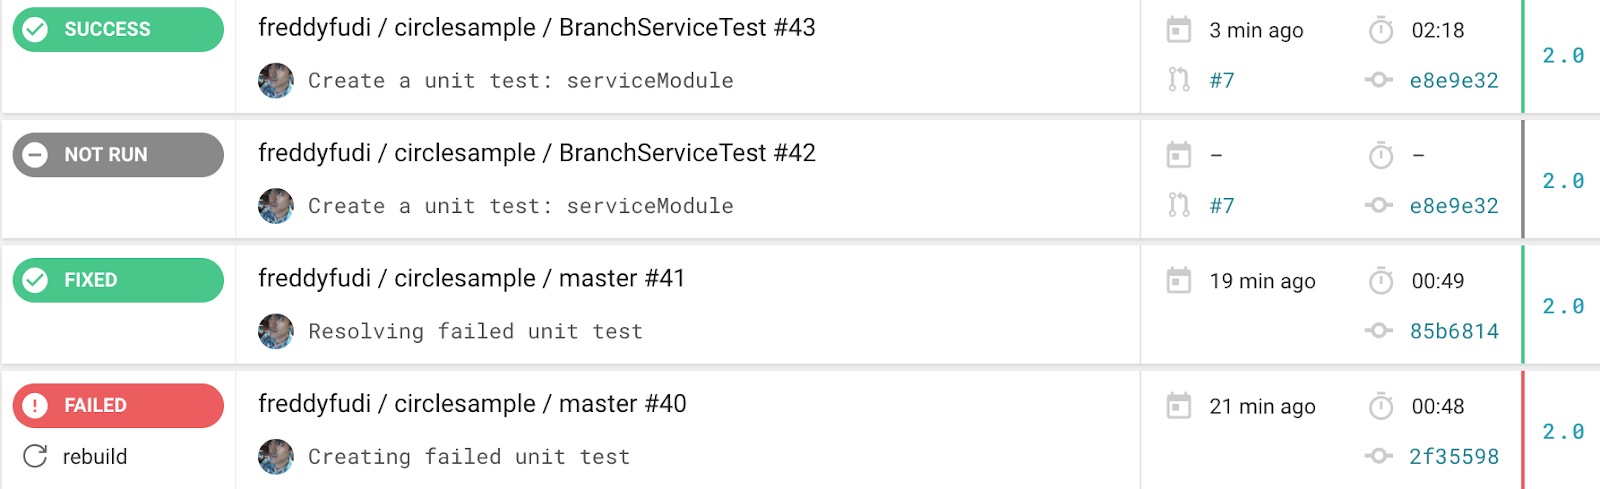 SUCCESS
freddyfudi / circlesample / BranchServiceTest #43
3 min ago
02:18
2.0
Create a unit test: serviceModule
#7
e8e9e32
NOT RUN
freddyfudi / circlesample / BranchServiceTest #42
–
–
2.0
Create a unit test: serviceModule
#7
e8e9e32
FIXED
freddyfudi / circlesample / master #41
19 min ago
00:49
2.0
Resolving failed unit test
85b6814
FAILED
freddyfudi / circlesample / master #40
21 min ago
00:48
2.0
rebuild
Creating failed unit test
2f35598